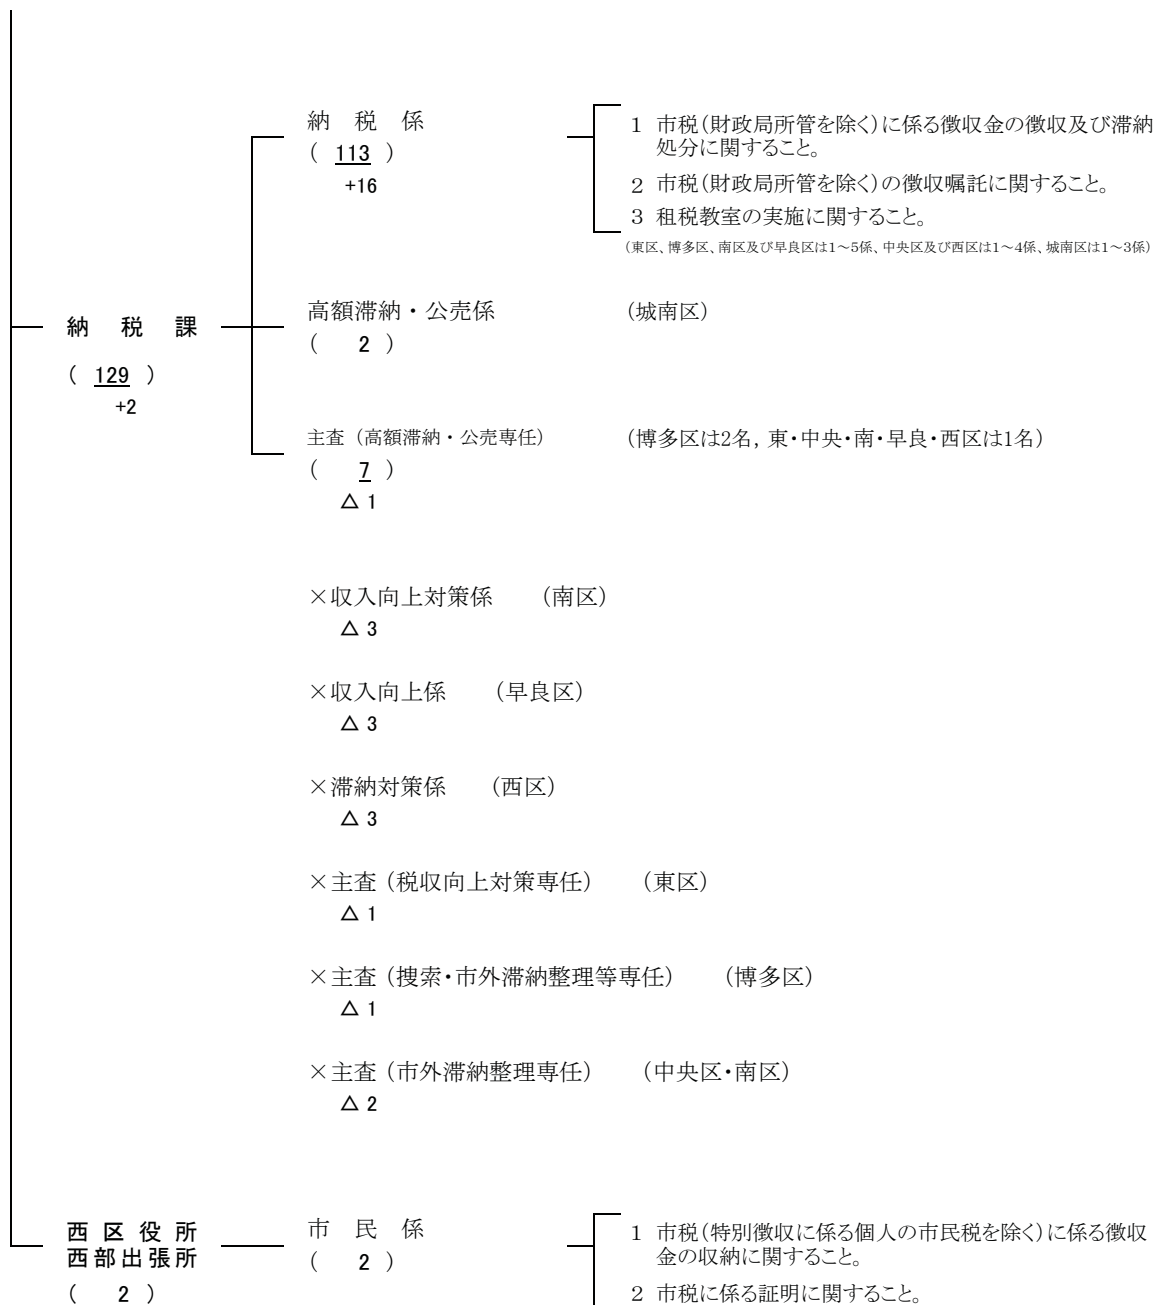 納 税 係
( 113 )
+16
1 市税(財政局所管を除く)に係る徴収金の徴収及び滞納
処分に関すること。
2 市税(財政局所管を除く)の徴収嘱託に関すること。
3 租税教室の実施に関すること。
(東区、博多区、南区及び早良区は1～5係、中央区及び西区は1～4係、城南区は1～3係)
納 税 課
( 129 )
+2
高額滞納・公売係 (城南区)
( 2 )
主査(高額滞納・公売専任) (博多区は2名, 東・中央・南・早良・西区は1名)
( 7 )
△ 1
×収入向上対策係 (南区)
△ 3
×収入向上係 (早良区)
△ 3
×滞納対策係 (西区)
△ 3
×主査(税収向上対策専任) (東区)
△ 1
×主査(捜索・市外滞納整理等専任) (博多区)
△ 1
×主査(市外滞納整理専任) (中央区・南区)
△ 2
西 区 役 所
西部出張所
( 2 )
市 民 係
( 2 )
1 市税(特別徴収に係る個人の市民税を除く)に係る徴収
金の収納に関すること。
2 市税に係る証明に関すること。